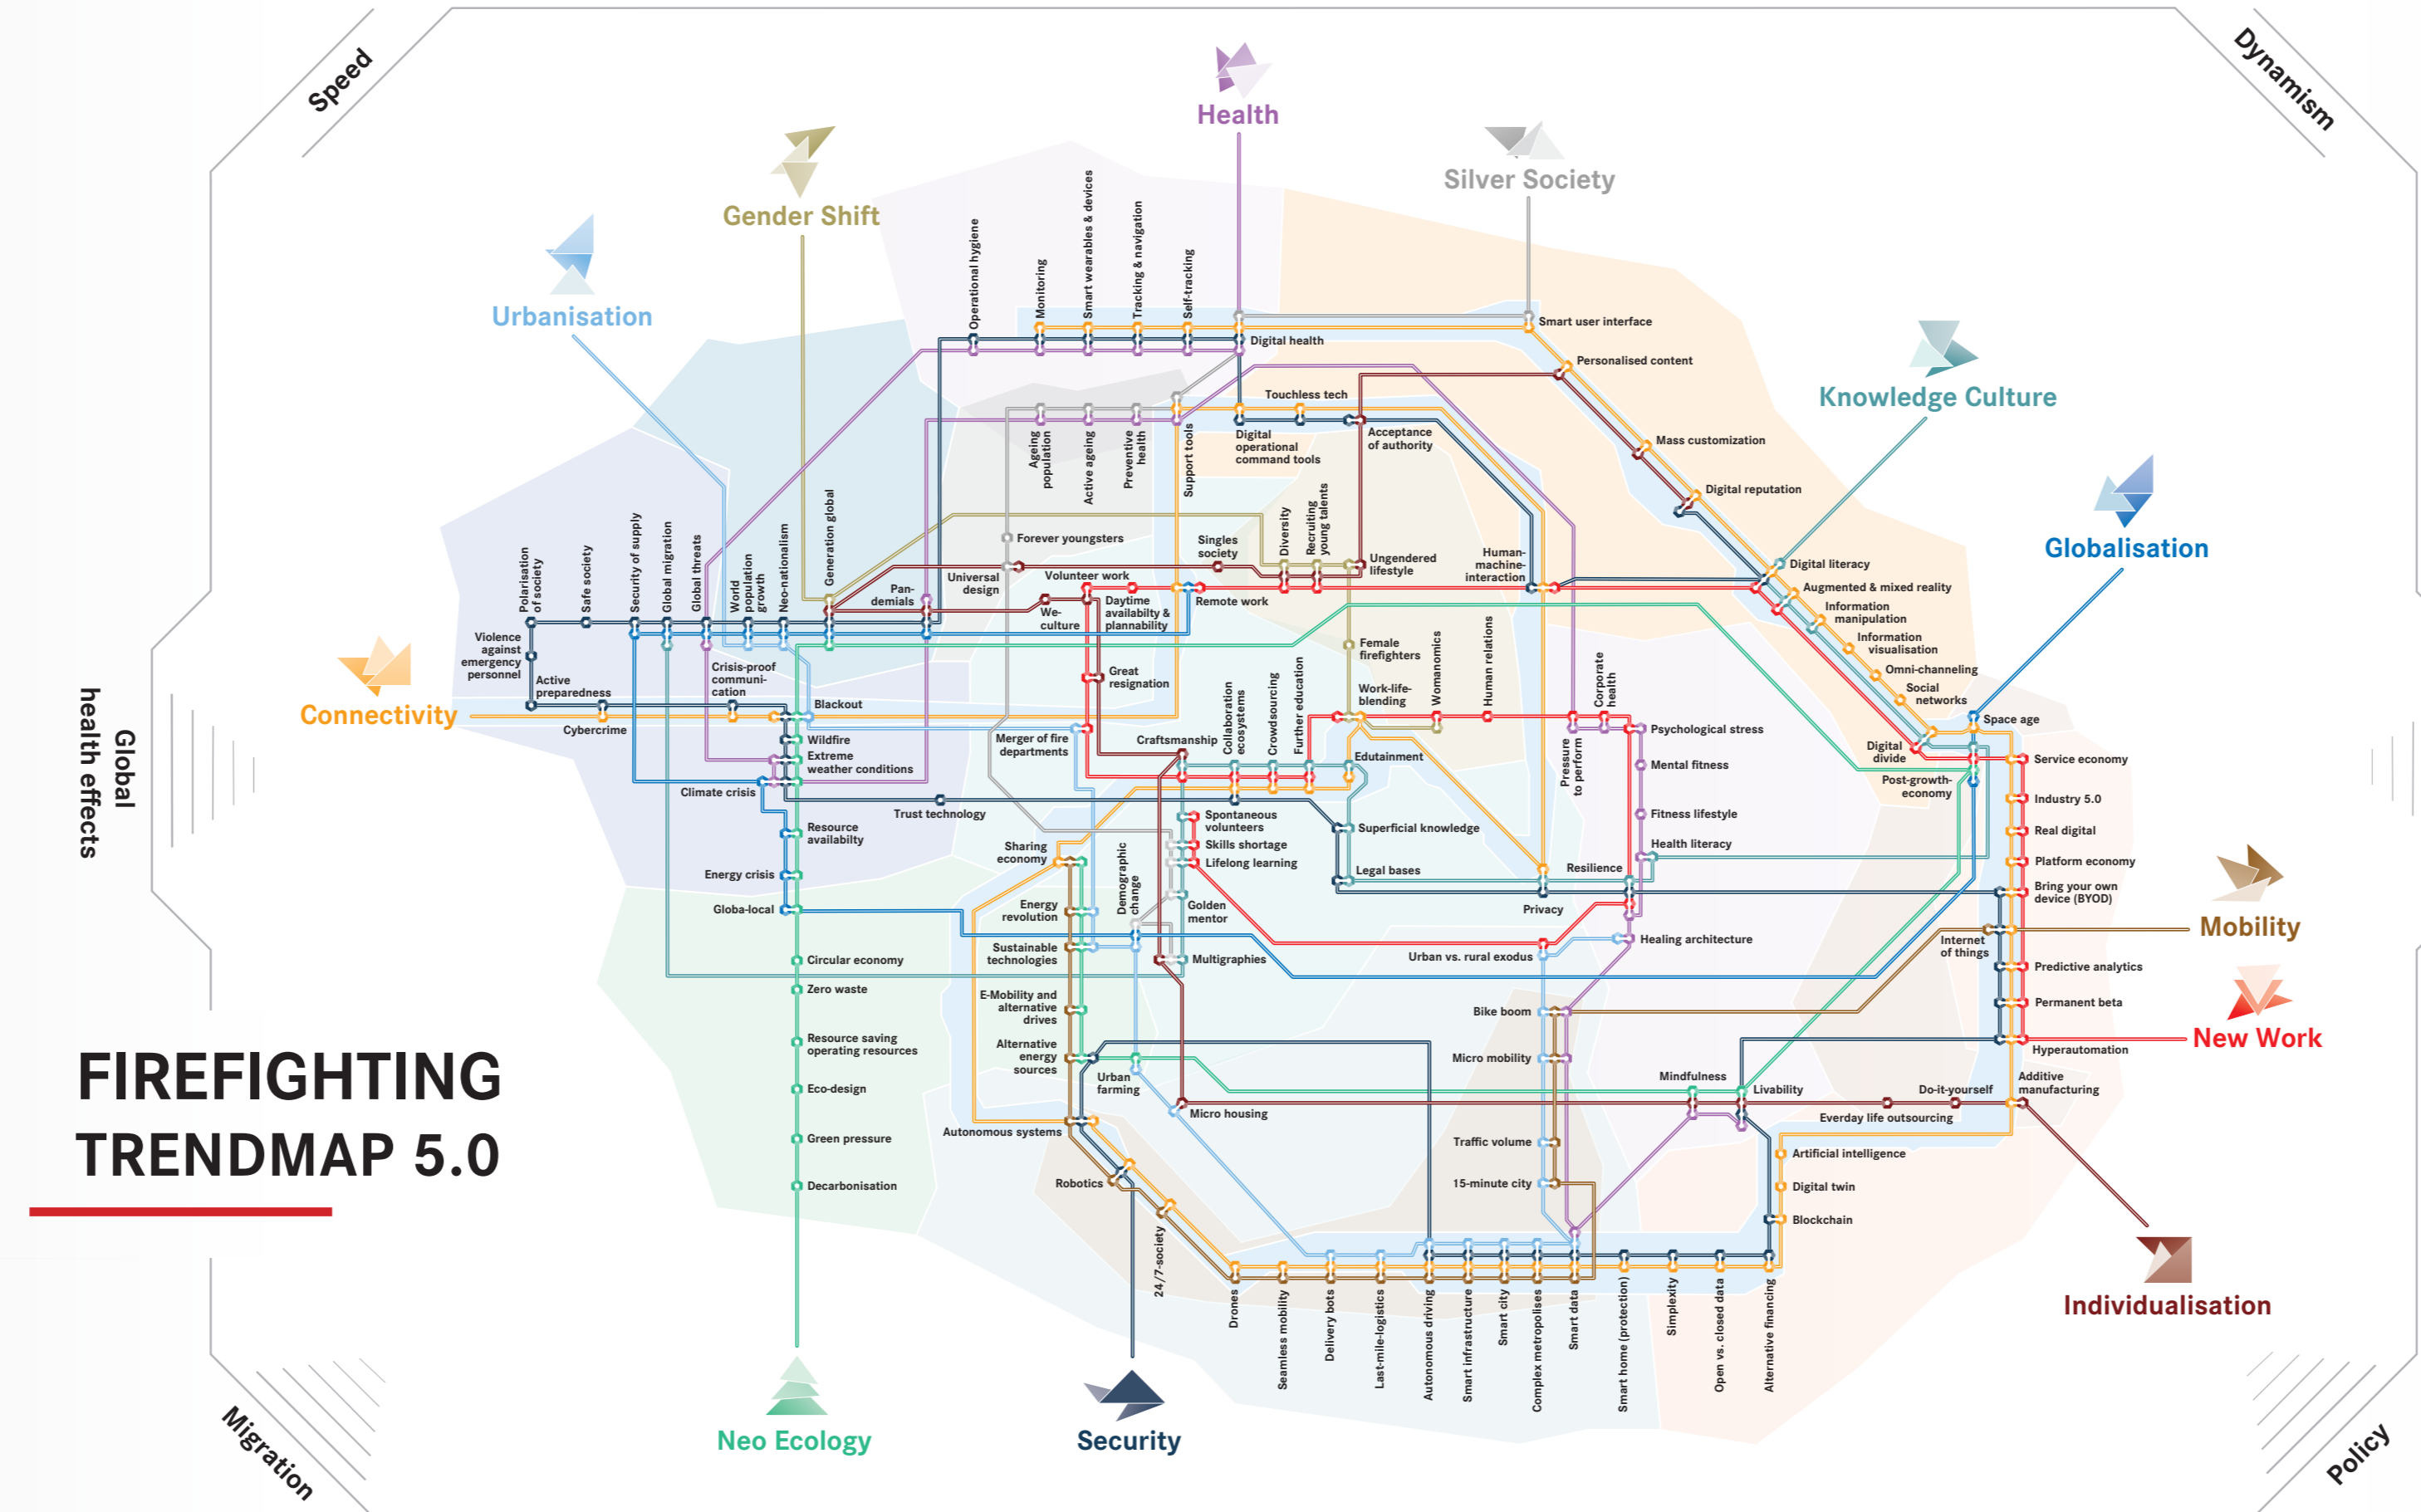 Speed
Dynamism
Health
Silver Society
Gender Shift
Urbanisation
Knowledge Culture
Globalisation
Connectivity
Mobility
New Work
Individualisation
Security
Neo Ecology
Global
health effects
Migration
Policy
FIREFIGHTING
TRENDMAP 5.0
Operational hygiene
Monitoring
Smart wearables & devices
Tracking & navigation
Self-tracking
Digital health
Smart user interface
Personalised content
Mass customization
Digital reputation
Digital literacy
Augmented & mixed reality
Information
manipulation
Information
visualisation
Omni-channeling
Social
networks
Space age
Digital
divide
Post-growth-
economy
Service economy
Industry 5.0
Real digital
Platform economy
Bring your own
device (BYOD)
Internet
of things
Predictive analytics
Permanent beta
Hyperautomation
Additive
manufacturing
Do-it-yourself
Everday life outsourcing
Livability
Mindfulness
Artificial intelligence
Digital twin
Blockchain
Touchless tech
Digital
operational
command tools
Acceptance
of authority
Ageing
population
Active ageing
Preventive
health
Support tools
Forever youngsters
Universal
design
Singles
society
Diversity
Recruiting
young talents
Ungendered
lifestyle
Human-
machine-
interaction
Volunteer work
Daytime
availabilty &
plannability
Remote work
We-
culture
Pan-
demials
Generation global
Polarisation
of society
Safe society
Security of supply
Global migration
Global threats
World
population
growth
Neo-nationalism
Violence
against
emergency
personnel
Active
preparedness
Crisis-proof
communi-
cation
Cybercrime
Blackout
Wildfire
Extreme
weather conditions
Climate crisis
Trust technology
Resource
availabilty
Energy crisis
Globa-local
Circular economy
Zero waste
Resource saving
operating resources
Eco-design
Green pressure
Decarbonisation
Great
resignation
Merger of fire
departments
Craftsmanship
Collaboration
ecosystems
Crowdsourcing
Further education
Female
firefighters
Work-life-
blending
Womanomics
Human relations
Edutainment
Corporate
health
Pressure
to perform
Psychological stress
Mental fitness
Fitness lifestyle
Health literacy
Resilience
Superficial knowledge
Legal bases
Privacy
Healing architecture
Urban vs. rural exodus
Spontaneous
volunteers
Skills shortage
Lifelong learning
Golden
mentor
Multigraphies
Demographic
change
Sharing
economy
Energy
revolution
Sustainable
technologies
E-Mobility and
alternative
drives
Alternative
energy
sources
Urban
farming
Micro housing
Autonomous systems
Robotics
24/7-society
Bike boom
Micro mobility
Traffic volume
15-minute city
Drones
Seamless mobility
Delivery bots
Last-mile-logistics
Autonomous driving
Smart infrastructure
Smart city
Complex metropolises
Smart data
Smart home (protection)
Simplexity
Open vs. closed data
Alternative financing